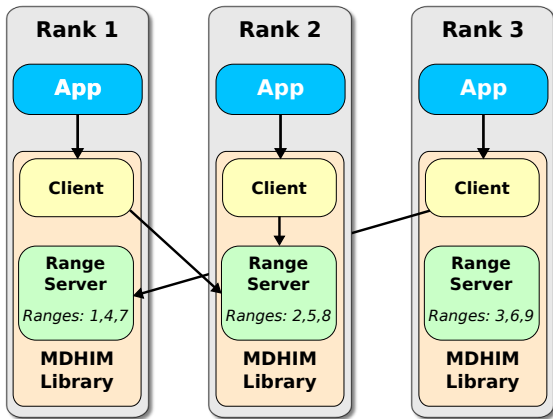 Rank 1
App
Client
Range
Server
Ranges: 1,4,7
MDHIM
Library
Rank 2
App
Client
Range
Server
Ranges: 2,5,8
MDHIM
Library
Rank 3
App
Client
Range
Server
Ranges: 3,6,9
MDHIM
Library